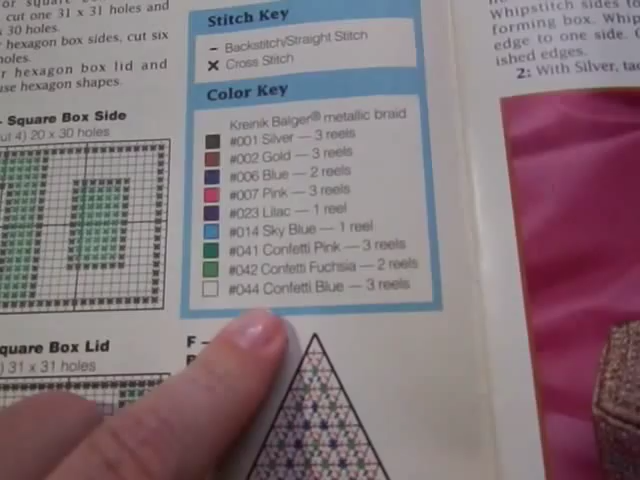 cut one 31 x 31 holes and
x 30 holes.
hexagon box sides, cut six
holes.
hexagon box lid and
use hexagon shapes.
Square Box Side
4) 20 x 30 holes
Square Box Lid
) 31 x 31 holes
Stitch Key
– Backstitch/Straight Stitch
✕ Cross Stitch
Color Key
Kreinik Balger® metallic braid
#001 Silver — 3 reels
#002 Gold — 3 reels
#006 Blue — 2 reels
#007 Pink — 3 reels
#023 Lilac — 1 reel
#014 Sky Blue — 1 reel
#041 Confetti Pink — 3 reels
#042 Confetti Fuchsia — 2 reels
#044 Confetti Blue — 3 reels
F –
Whipstitch sides to
forming box.
edge to one side.
ished edges.
2: With Silver,